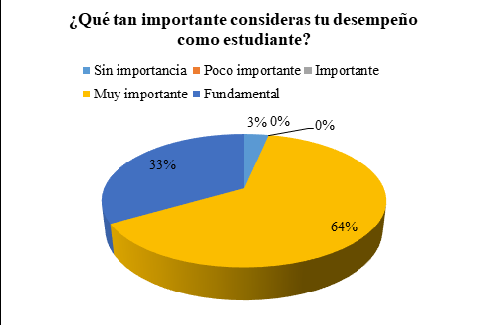 ¿Qué tan importante consideras tu desempeño
como estudiante?
Sin importancia Poco importante Importante
Muy importante Fundamental
3% 0% 0%
33%
64%